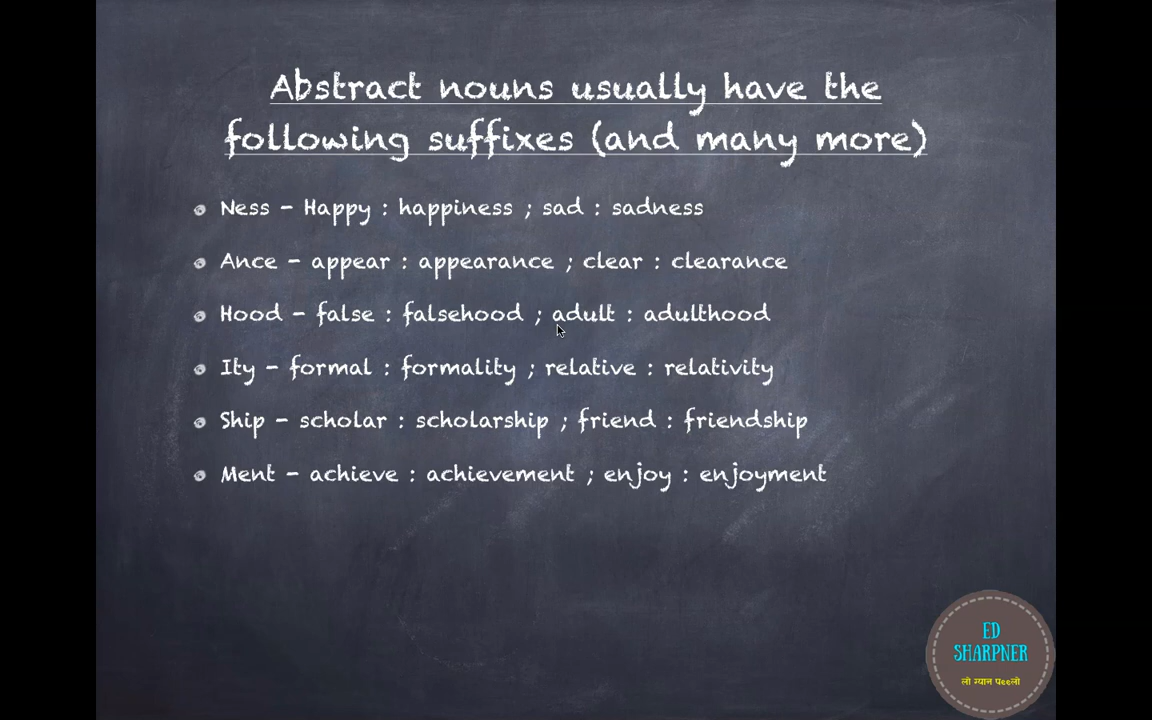 Abstract nouns usually have the
following suffixes (and many more)
Ness - Happy : happiness ; sad : sadness
Ance - appear : appearance ; clear : clearance
Hood - false : falsehood ; adult : adulthood
Ity - formal : formality ; relative : relativity
Ship - scholar : scholarship ; friend : friendship
Ment - achieve : achievement ; enjoy : enjoyment
ED
SHARPNER
लो ग्यान पeeलो